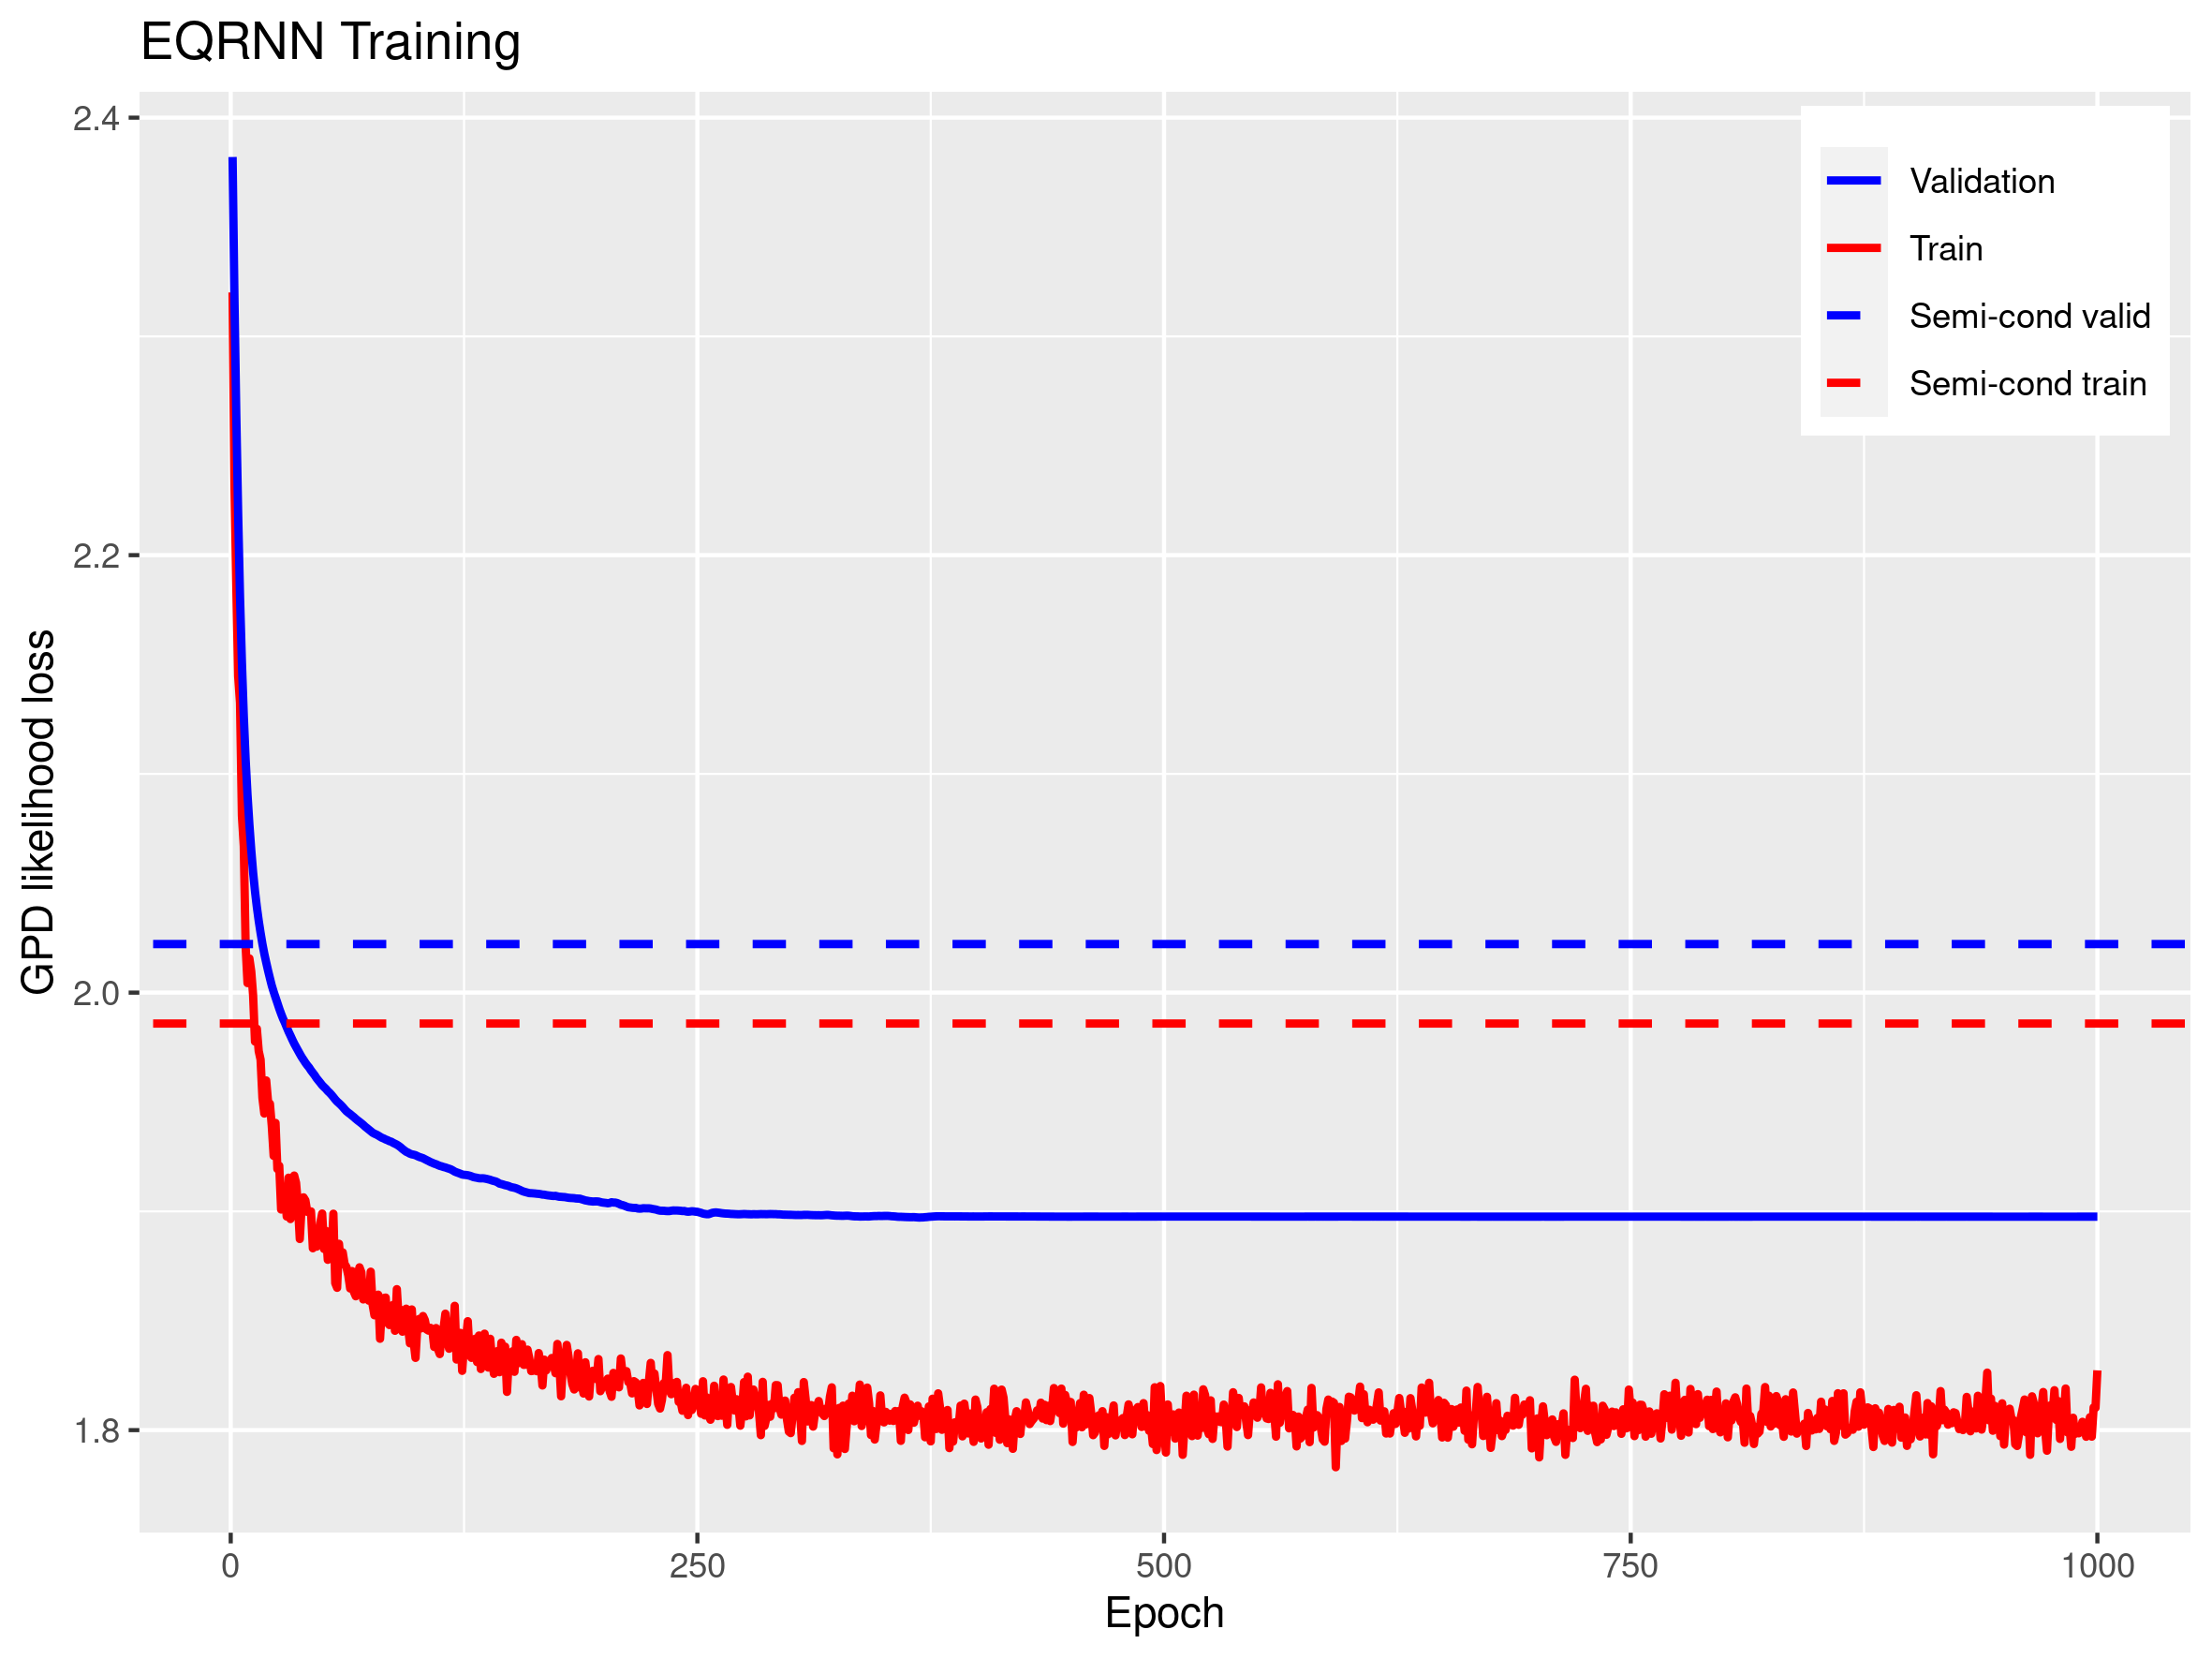 EQRNN Training
2.4
2.2
2.0
1.8
GPD likelihood loss
Validation
Train
Semi-cond valid
Semi-cond train
0 250 500 750 1000
Epoch